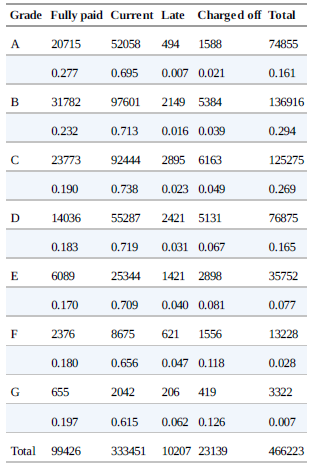 Grade Fully paid Current Late Charged off Total
A 20715 52058 494 1588 74855
0.277 0.695 0.007 0.021 0.161
B 31782 97601 2149 5384 136916
0.232 0.713 0.016 0.039 0.294
C 23773 92444 2895 6163 125275
0.190 0.738 0.023 0.049 0.269
D 14036 55287 2421 5131 76875
0.183 0.719 0.031 0.067 0.165
E 6089 25344 1421 2898 35752
0.170 0.709 0.040 0.081 0.077
F 2376 8675 621 1556 13228
0.180 0.656 0.047 0.118 0.028
G 655 2042 206 419 3322
0.197 0.615 0.062 0.126 0.007
Total 99426 333451 10207 23139 466223